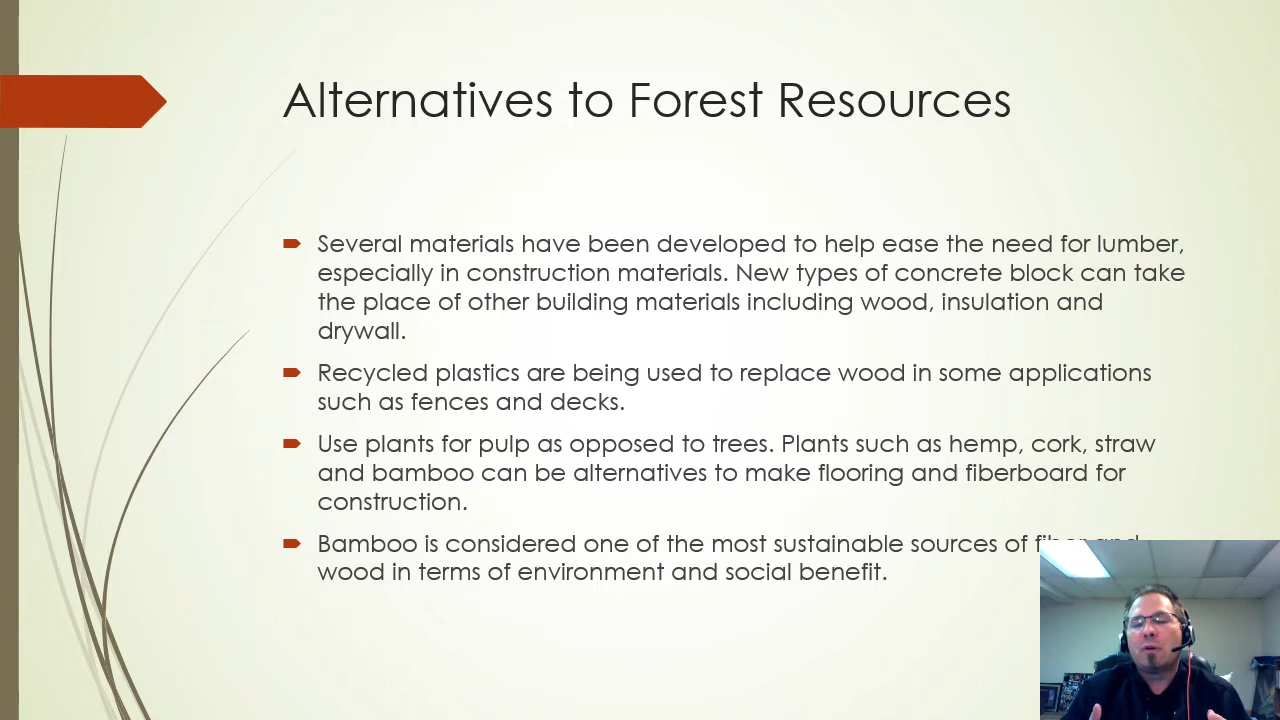 Alternatives to Forest Resources
Several materials have been developed to help ease the need for lumber,
especially in construction materials. New types of concrete block can take
the place of other building materials including wood, insulation and
drywall.
Recycled plastics are being used to replace wood in some applications
such as fences and decks.
Use plants for pulp as opposed to trees. Plants such as hemp, cork, straw
and bamboo can be alternatives to make flooring and fiberboard for
construction.
Bamboo is considered one of the most sustainable sources of fiber and
wood in terms of environment and social benefit.